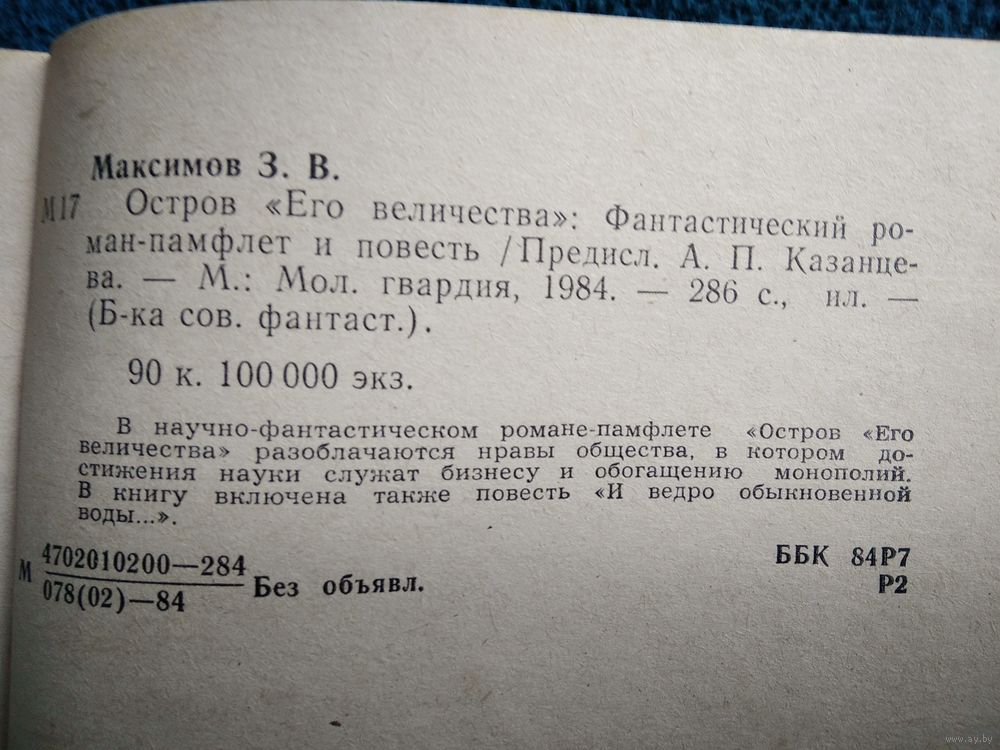 Максимов З. В.
М17 Остров «Его величества»: Фантастический ро-
ман-памфлет и повесть / Предисл. А. П. Казанце-
ва. — М.: Мол. гвардия, 1984. — 286 с., ил. —
(Б-ка сов. фантаст.).
90 к. 100 000 экз.
В научно-фантастическом романе-памфлете «Остров «Его
величества» разоблачаются нравы общества, в котором до-
стижения науки служат бизнесу и обогащению монополий.
В книгу включена также повесть «И ведро обыкновенной
воды...».
М 4702010200—284
078(02)—84
Без объявл.
ББК 84Р7
Р2
www.ay.by